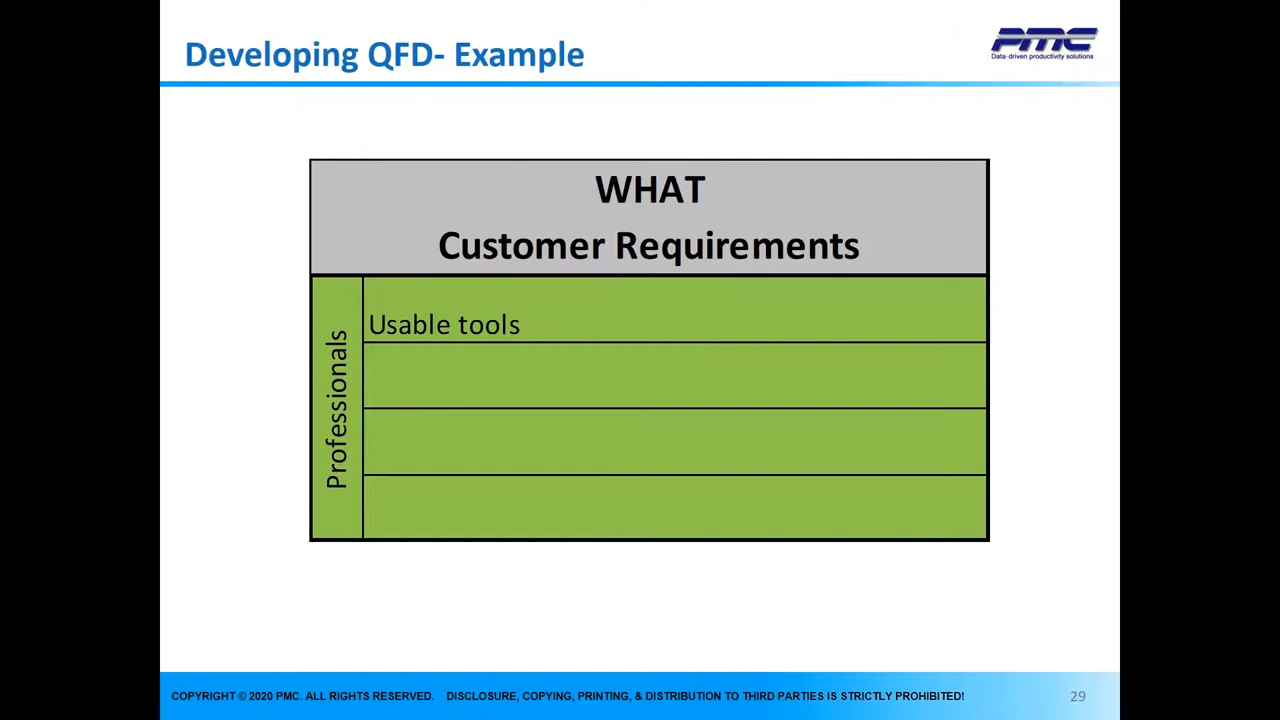 Developing QFD- Example
PMC
Data-driven productivity solutions
WHAT
Customer Requirements
Professionals
Usable tools
COPYRIGHT © 2020 PMC. ALL RIGHTS RESERVED. DISCLOSURE, COPYING, PRINTING, & DISTRIBUTION TO THIRD PARTIES IS STRICTLY PROHIBITED!
29